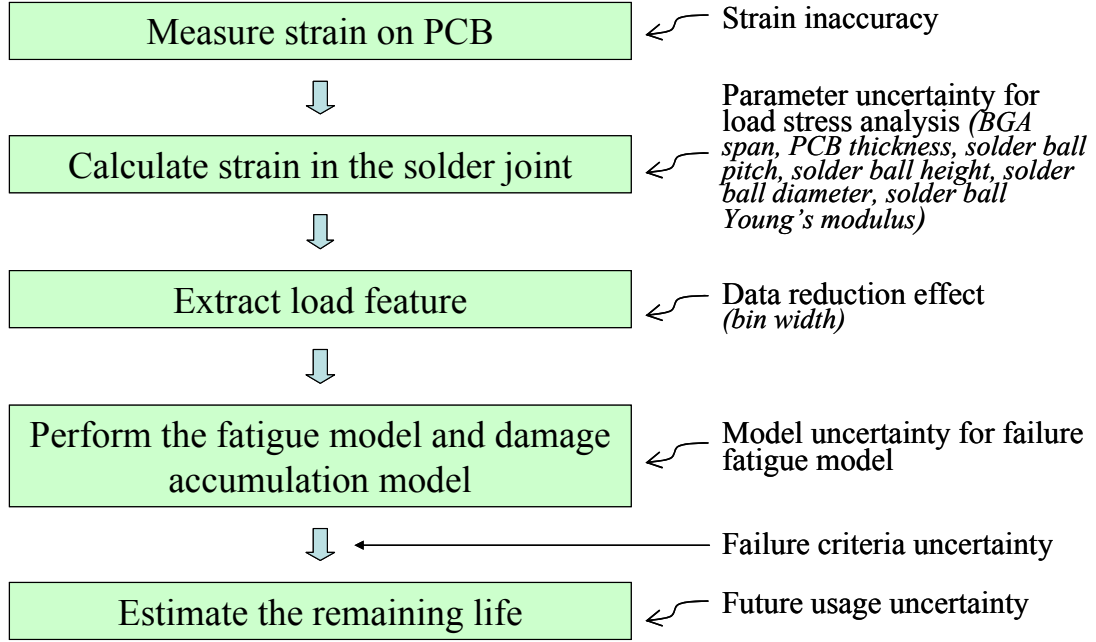 Measure strain on PCB
Strain inaccuracy
Calculate strain in the solder joint
Parameter uncertainty for
load stress analysis (BGA
span, PCB thickness, solder ball
pitch, solder ball height, solder
ball diameter, solder ball
Young’s modulus)
Extract load feature
Data reduction effect
(bin width)
Perform the fatigue model and damage
accumulation model
Model uncertainty for failure
fatigue model
Failure criteria uncertainty
Estimate the remaining life
Future usage uncertainty